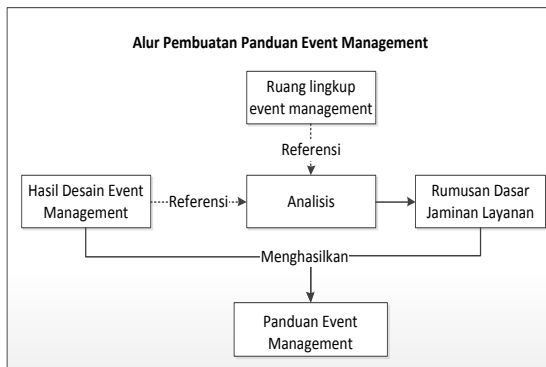 Alur Pembuatan Panduan Event Management
Ruang lingkup
event management
Referensi
Hasil Desain Event
Management
Referensi
Analisis
Rumusan Dasar
Jaminan Layanan
Menghasilkan
Panduan Event
Management